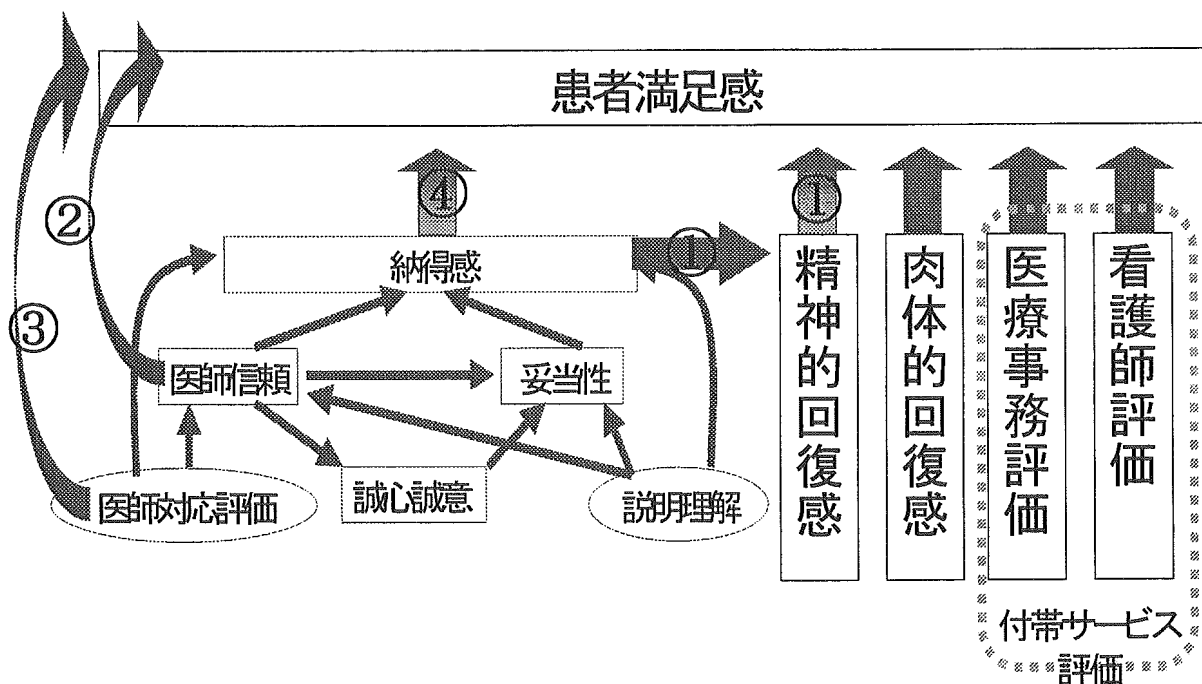 患者満足感
④
①
②
納得感
①
③
医師信頼
妥当性
医師対応評価
誠心誠意
説明理解
精神的回復感
肉体的回復感
医療事務評価
看護師評価
付帯サービス
評価